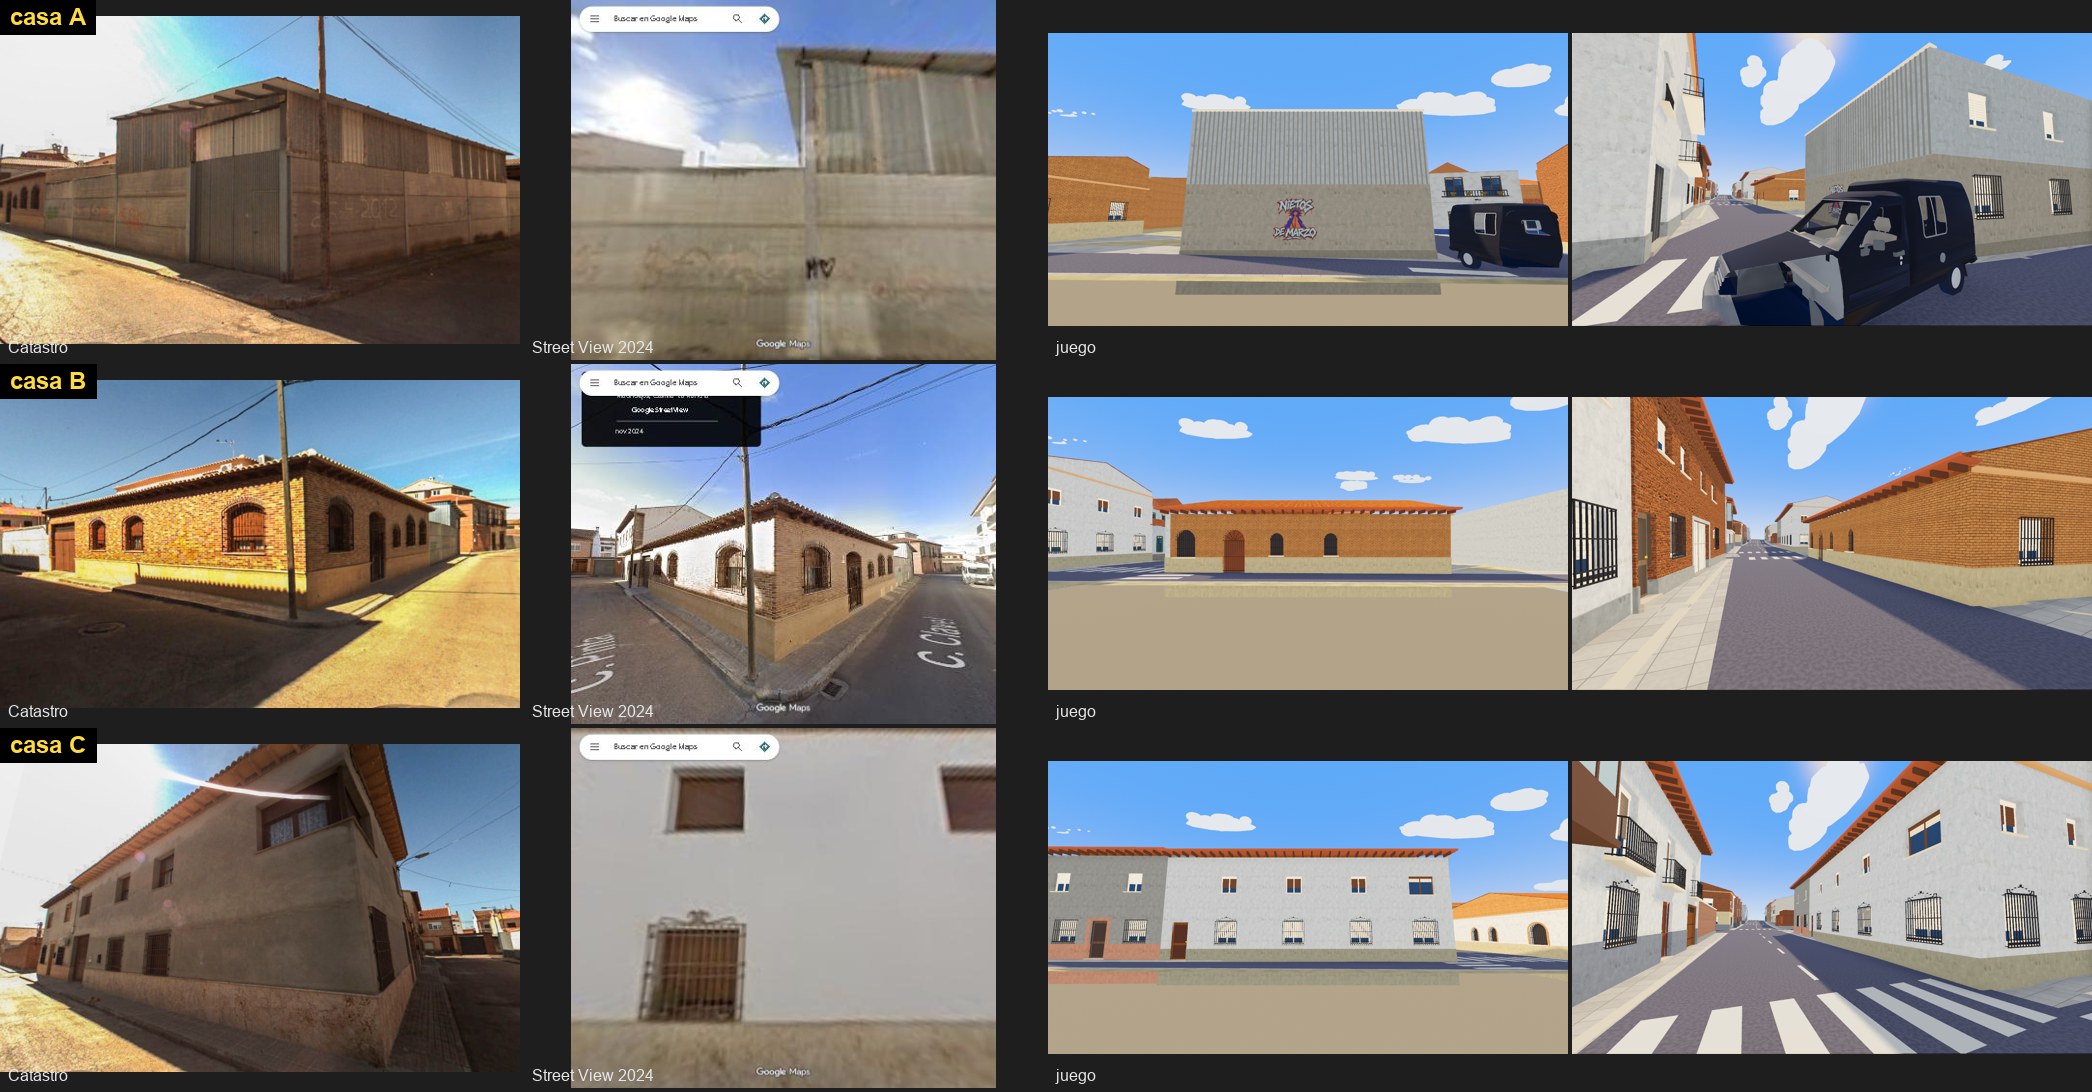 casa A
Buscar en Google Maps
NIETOS
DE MARZO
Google Maps
Catastro
Street View 2024
juego
casa B
Buscar en Google Maps
Google Street View
nov 2024
C. Pinta
C. Clavel
Google Maps
Catastro
Street View 2024
juego
casa C
Buscar en Google Maps
Google Maps
Catastro
Street View 2024
juego